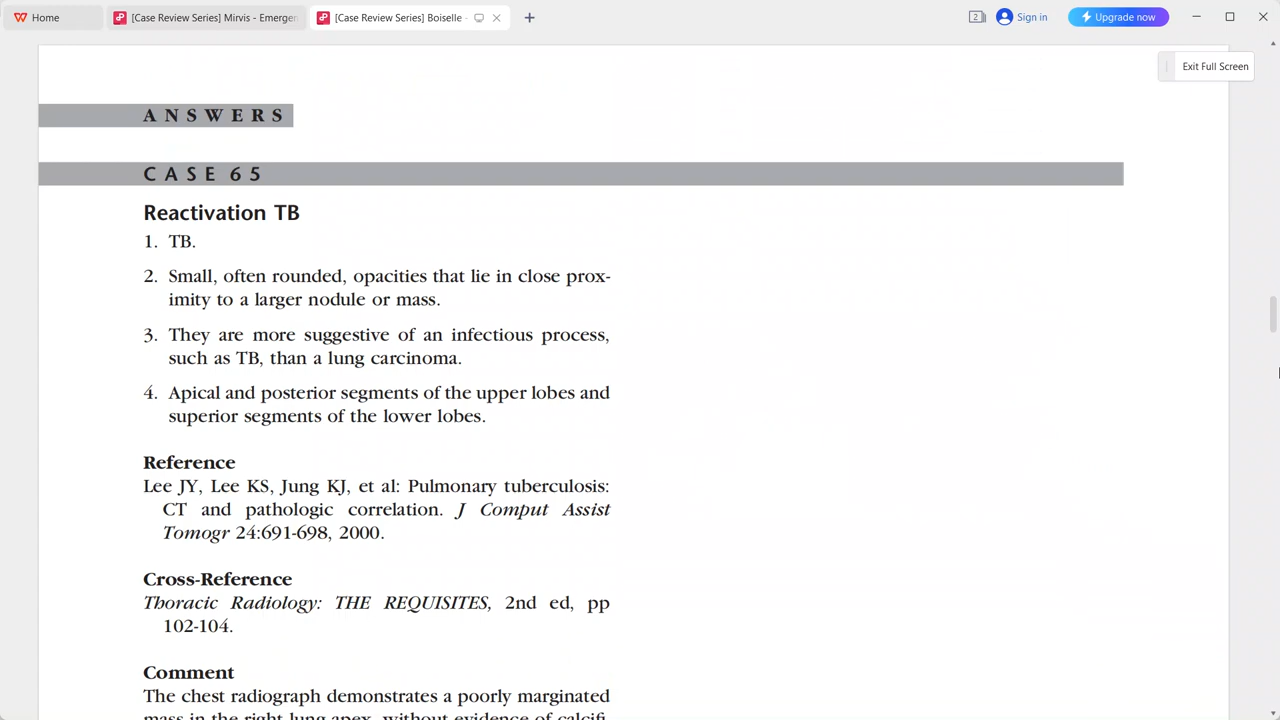 Home
[Case Review Series] Mirvis - Emergen
[Case Review Series] Boiselle -
2
Sign in
Upgrade now
Exit Full Screen
ANSWERS
CASE 65
Reactivation TB
1. TB.
2. Small, often rounded, opacities that lie in close prox-
imity to a larger nodule or mass.
3. They are more suggestive of an infectious process,
such as TB, than a lung carcinoma.
4. Apical and posterior segments of the upper lobes and
superior segments of the lower lobes.
Reference
Lee JY, Lee KS, Jung KJ, et al: Pulmonary tuberculosis:
CT and pathologic correlation. J Comput Assist
Tomogr 24:691-698, 2000.
Cross-Reference
Thoracic Radiology: THE REQUISITES, 2nd ed, pp
102-104.
Comment
The chest radiograph demonstrates a poorly marginated
mass in the right lung apex, without evidence of calcifi-